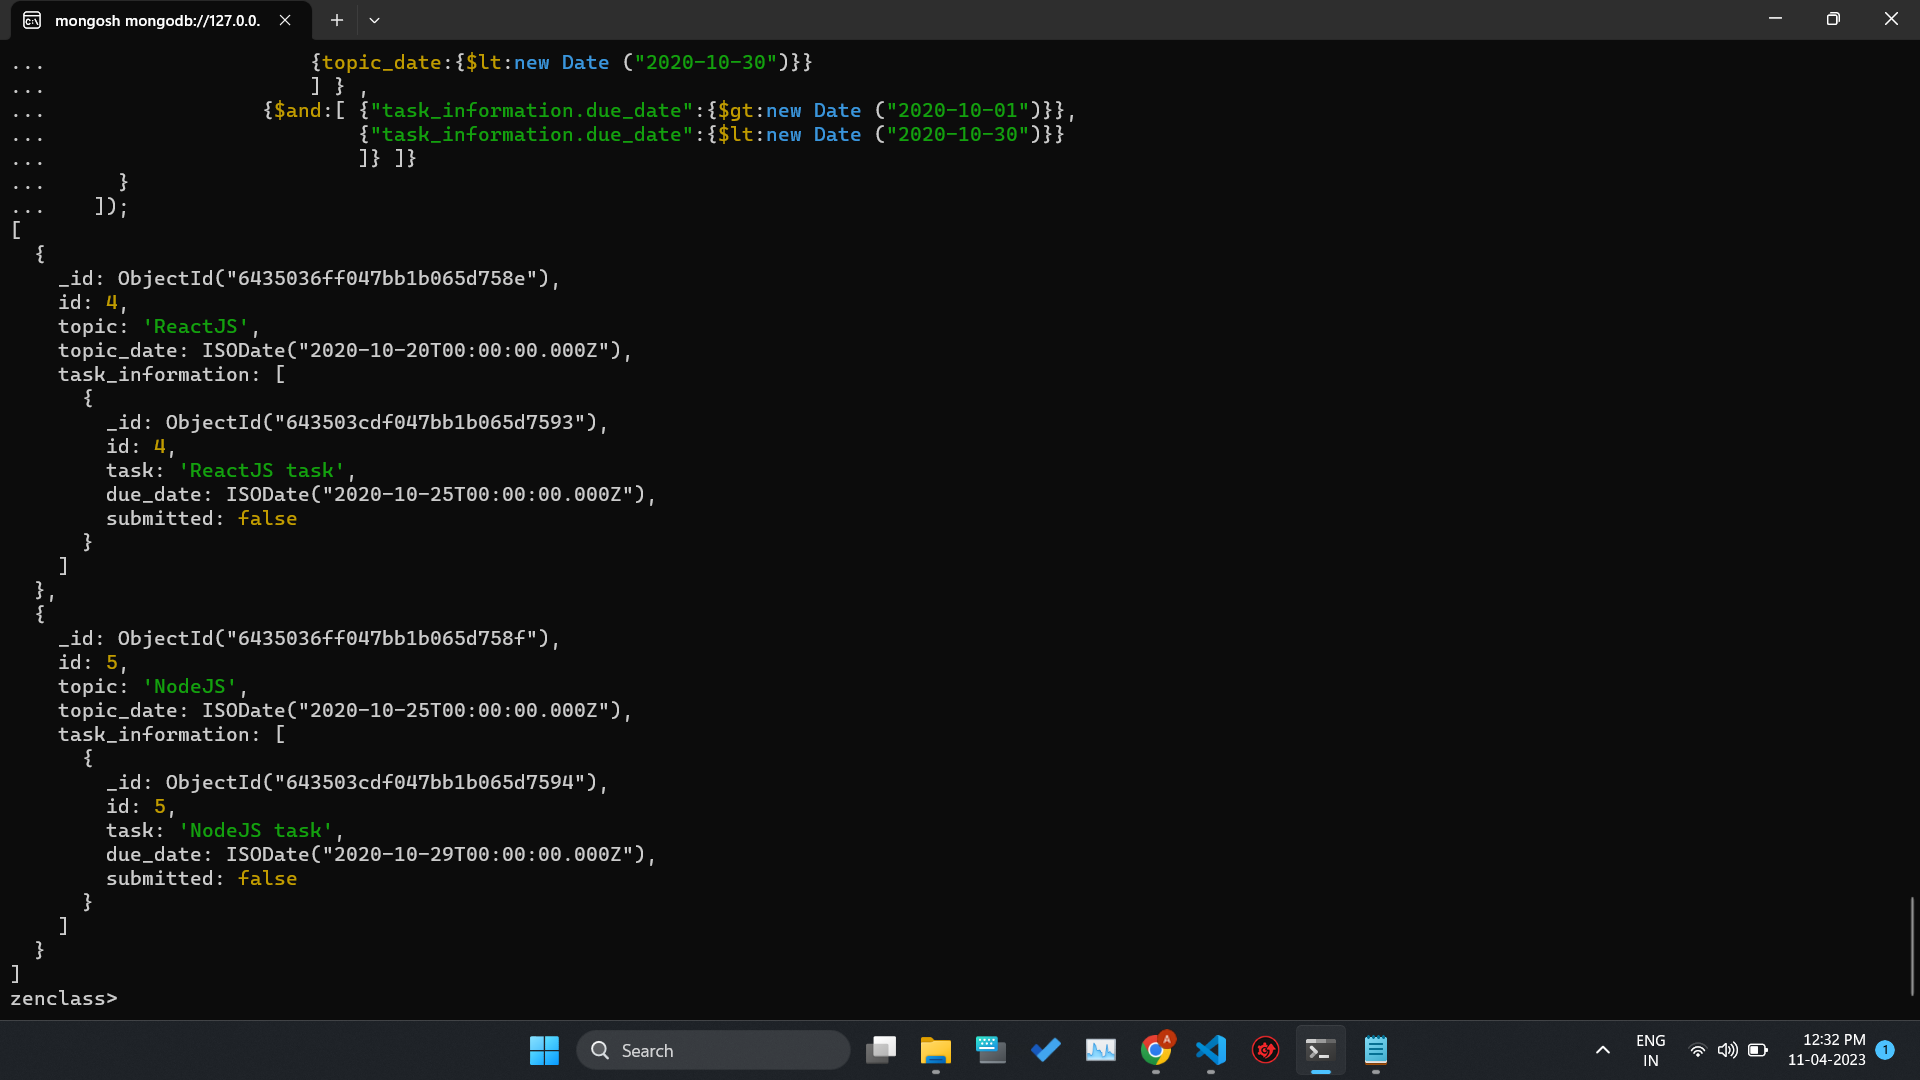 mongosh mongodb://127.0.0.
...                      {topic_date:{$lt:new Date ("2020-10-30")}}
...                      ] } ,
...                  {$and:[ {"task_information.due_date":{$gt:new Date ("2020-10-01")}},
...                          {"task_information.due_date":{$lt:new Date ("2020-10-30")}}
...                          ]} ]}
...      }
...    ]);
[
  {
    _id: ObjectId("6435036ff047bb1b065d758e"),
    id: 4,
    topic: 'ReactJS',
    topic_date: ISODate("2020-10-20T00:00:00.000Z"),
    task_information: [
      {
        _id: ObjectId("643503cdf047bb1b065d7593"),
        id: 4,
        task: 'ReactJS task',
        due_date: ISODate("2020-10-25T00:00:00.000Z"),
        submitted: false
      }
    ]
  },
  {
    _id: ObjectId("6435036ff047bb1b065d758f"),
    id: 5,
    topic: 'NodeJS',
    topic_date: ISODate("2020-10-25T00:00:00.000Z"),
    task_information: [
      {
        _id: ObjectId("643503cdf047bb1b065d7594"),
        id: 5,
        task: 'NodeJS task',
        due_date: ISODate("2020-10-29T00:00:00.000Z"),
        submitted: false
      }
    ]
  }
]
zenclass>
Search
A
ENG
IN
12:32 PM
11-04-2023
1